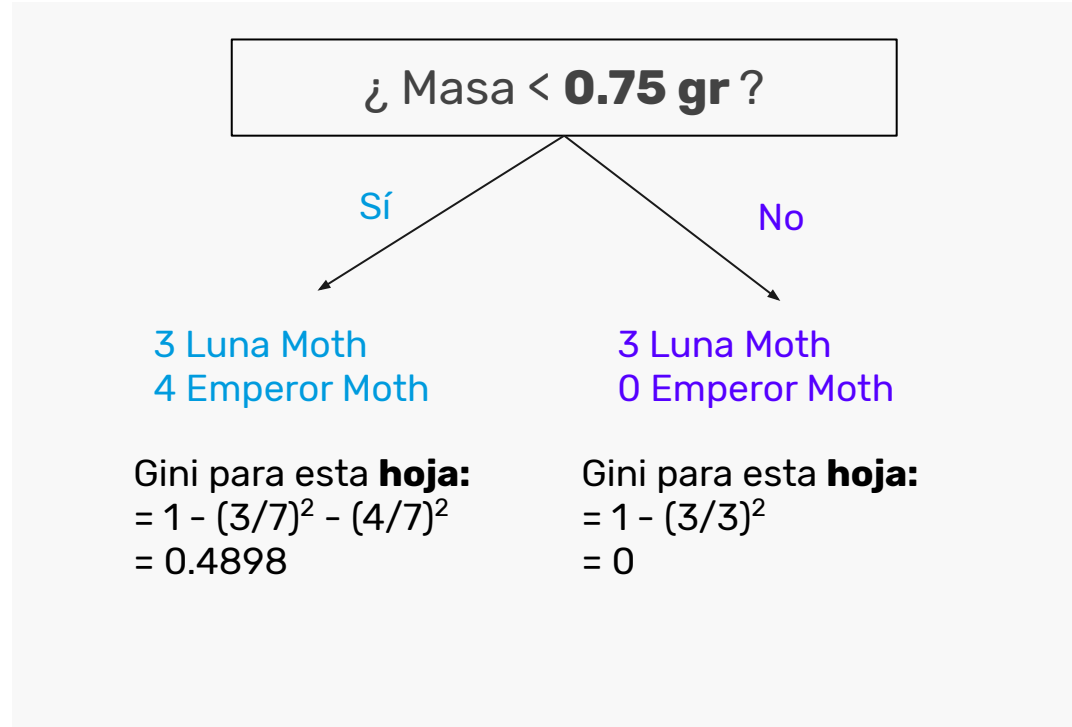 ¿ Masa < 0.75 gr ?
Sí
No
3 Luna Moth
4 Emperor Moth
3 Luna Moth
0 Emperor Moth
Gini para esta hoja:
= 1 - (3/7)² - (4/7)²
= 0.4898
Gini para esta hoja:
= 1 - (3/3)²
= 0